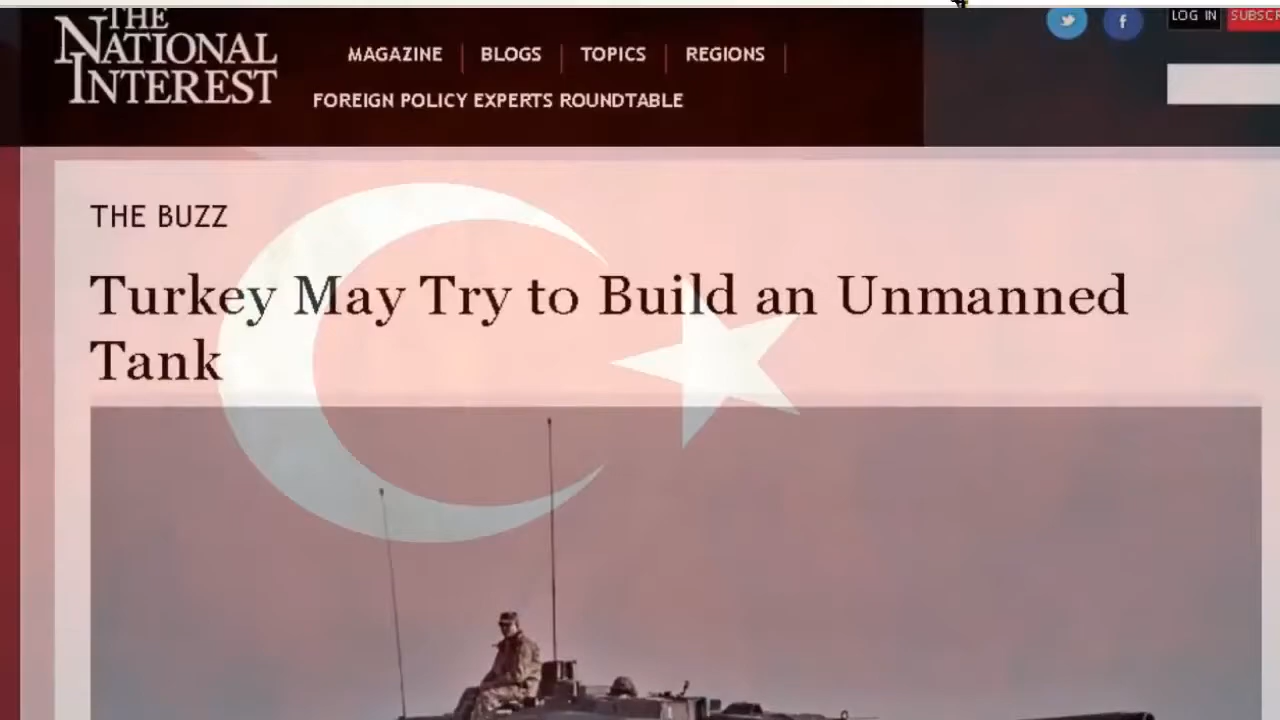 THE
NATIONAL
INTEREST
MAGAZINE
BLOGS
TOPICS
REGIONS
FOREIGN POLICY EXPERTS ROUNDTABLE
LOG IN
THE BUZZ
Turkey May Try to Build an Unmanned
Tank